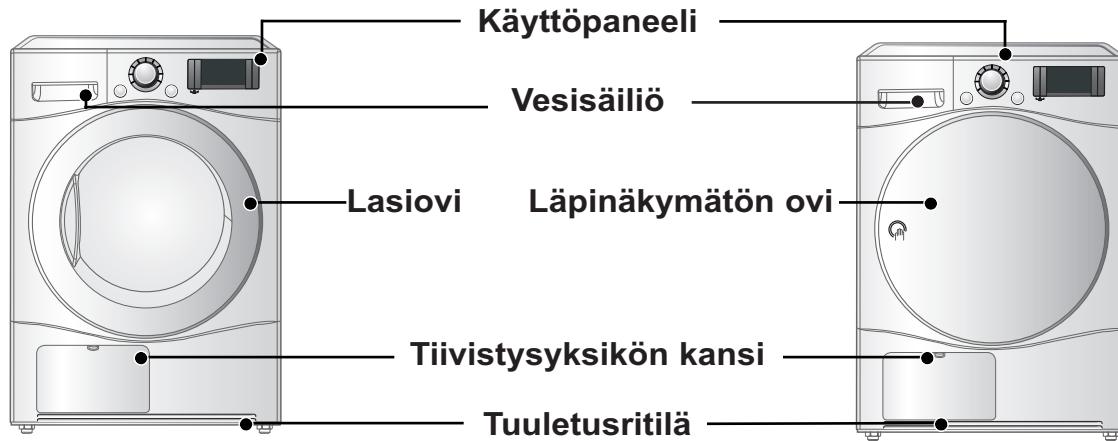 Käyttöpaneeli
Vesisäiliö
Lasiovi
Läpinäkymätön ovi
Tiivistysyksikön kansi
Tuuletusritilä